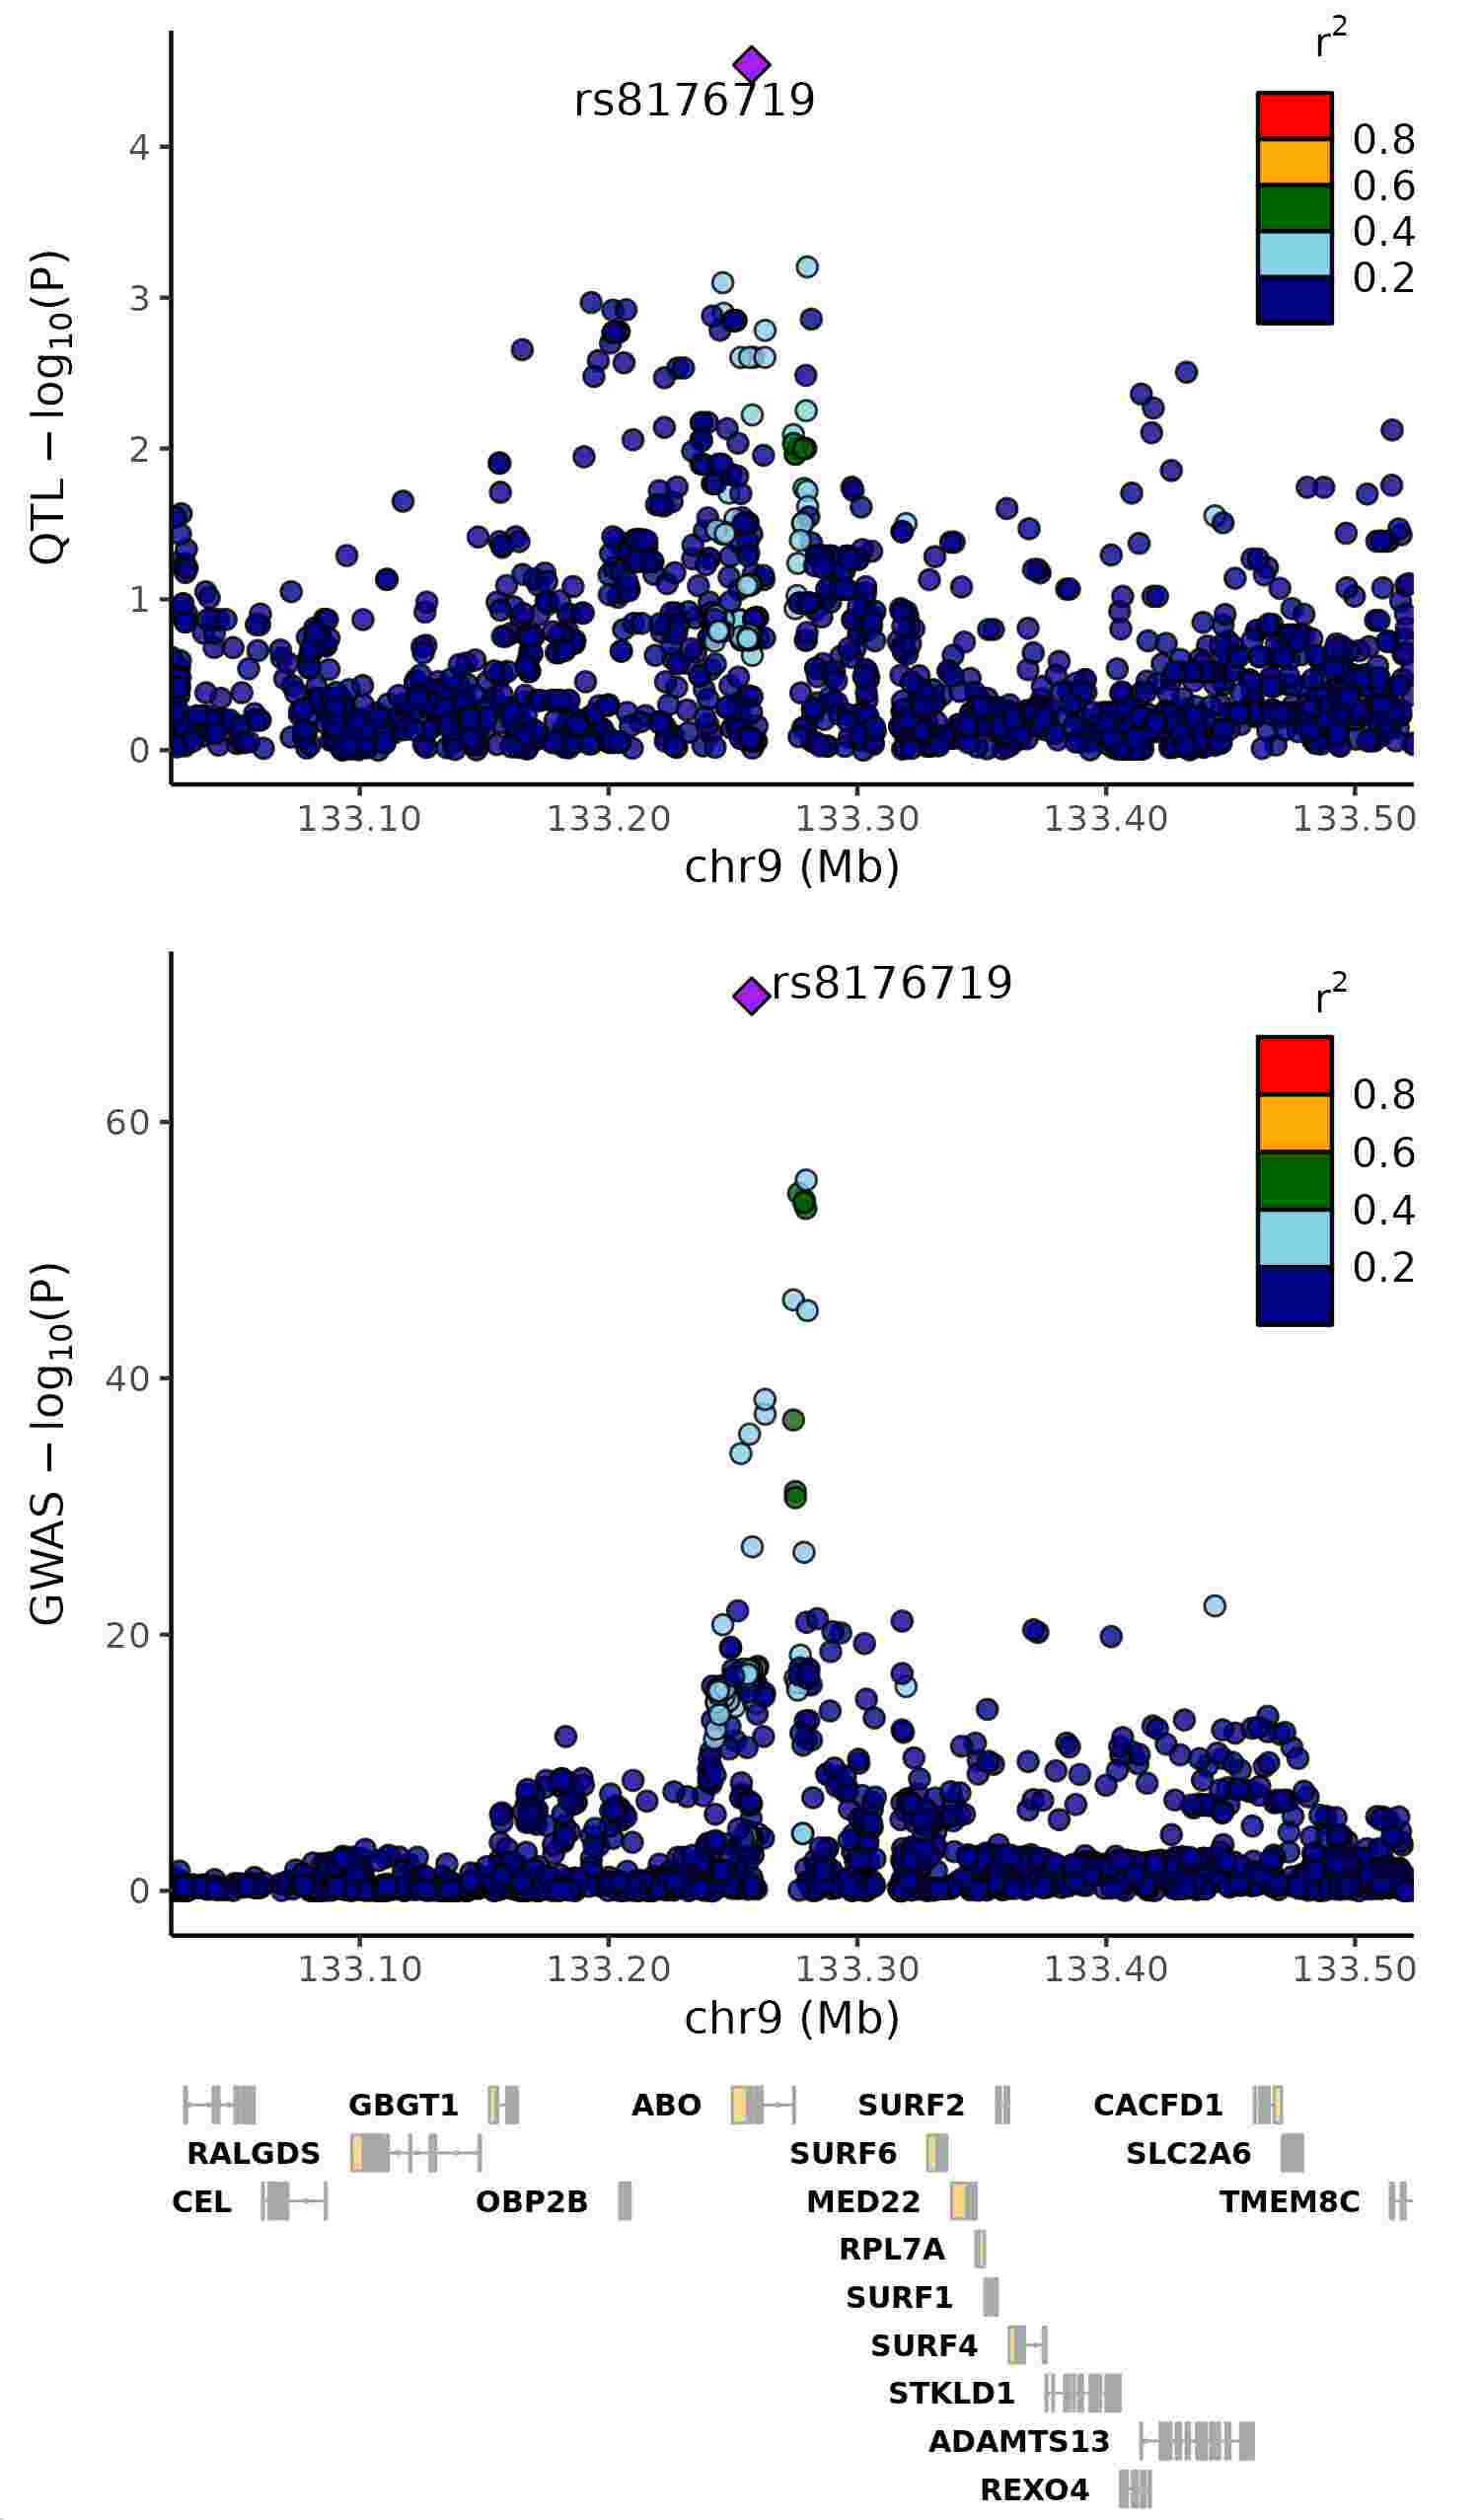 r2
0.8
0.6
0.4
0.2
rs8176719
QTL −log10(P)
4
3
2
1
0
133.10 133.20 133.30 133.40 133.50
chr9 (Mb)
r2
0.8
0.6
0.4
0.2
rs8176719
GWAS −log10(P)
60
40
20
0
133.10 133.20 133.30 133.40 133.50
chr9 (Mb)
GBGT1 ABO SURF2 CACFD1
RALGDS SURF6 SLC2A6
CEL OBP2B MED22 TMEM8C
RPL7A
SURF1
SURF4
STKLD1
ADAMTS13
REXO4